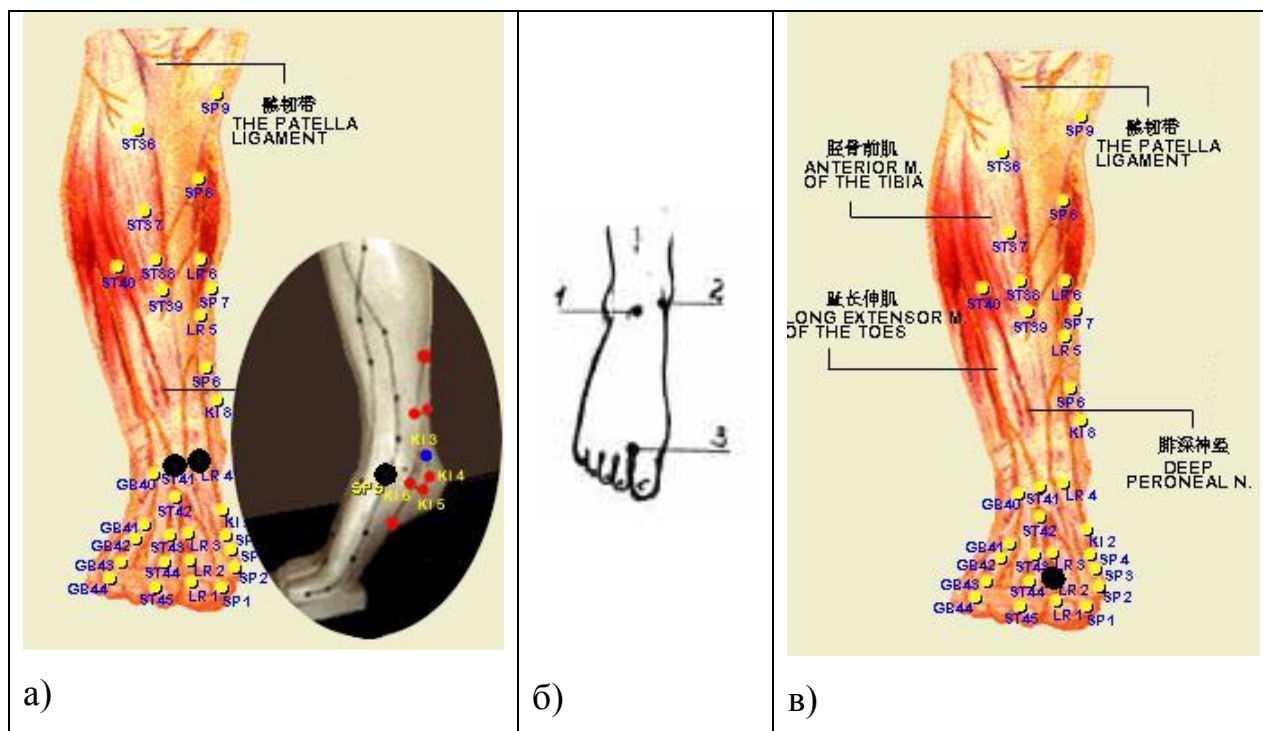 SP9
髌韧带
THE PATELLA
LIGAMENT
ST36
SP8
ST37
ST40
ST38
LR6
SP7
ST39
LR5
SP6
KI8
KI3
GB40
ST41
LR4
SP5
KI6
KI4
KI5
ST42
GB41
GB42
ST43
LR3
GB43
ST44
LR2
SP2
GB44
ST45
LR1
SP1
а)
1
2
3
б)
SP9
髌韧带
THE PATELLA
LIGAMENT
胫骨前肌
ANTERIOR M.
OF THE TIBIA
ST36
SP8
ST37
ST40
ST38
LR6
SP7
趾长伸肌
LONG EXTENSOR M.
OF THE TOES
ST39
LR5
SP6
KI8
腓深神经
DEEP
PERONEAL N.
GB40
ST41
LR4
ST42
KI2
GB41
GB42
ST43
LR3
SP4
SP3
GB43
ST44
LR2
SP2
GB44
ST45
LR1
SP1
в)